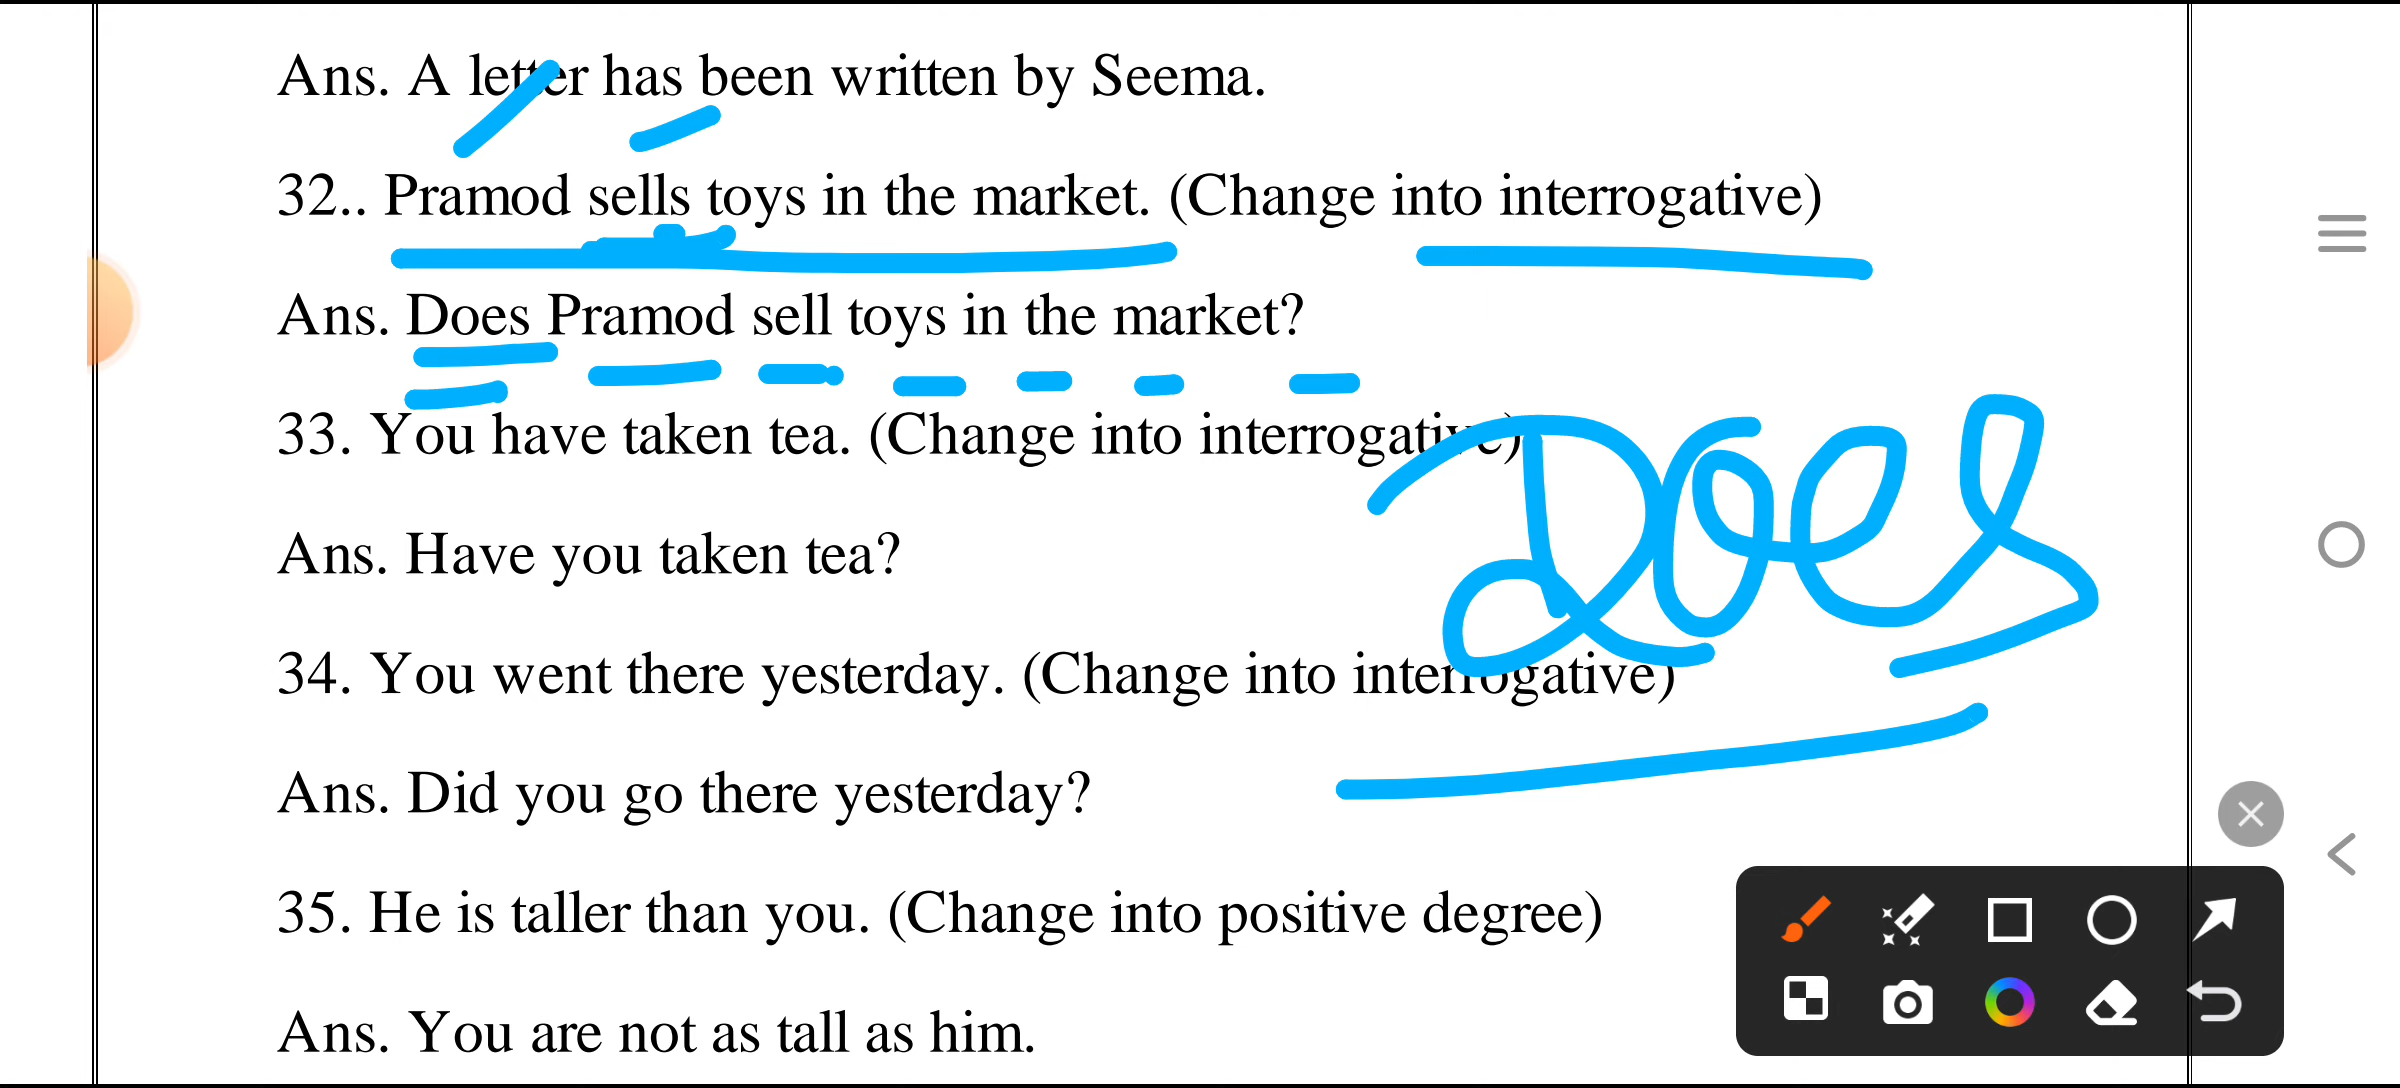 Ans. A letter has been written by Seema.
32.. Pramod sells toys in the market. (Change into interrogative)
Ans. Does Pramod sell toys in the market?
33. You have taken tea. (Change into interrogative)
Does
Ans. Have you taken tea?
34. You went there yesterday. (Change into interrogative)
Ans. Did you go there yesterday?
35. He is taller than you. (Change into positive degree)
Ans. You are not as tall as him.